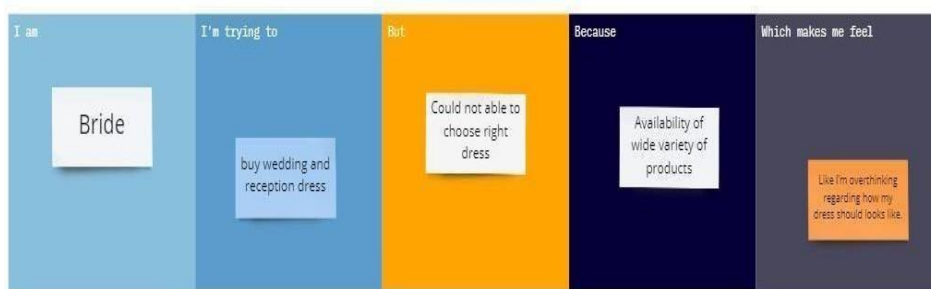 I am
Bride
I'm trying to
buy wedding and
reception dress
But
Could not able to
choose right
dress
Because
Availability of
wide variety of
products
Which makes me feel
Like I'm overthinking
regarding how my
dress should looks like.